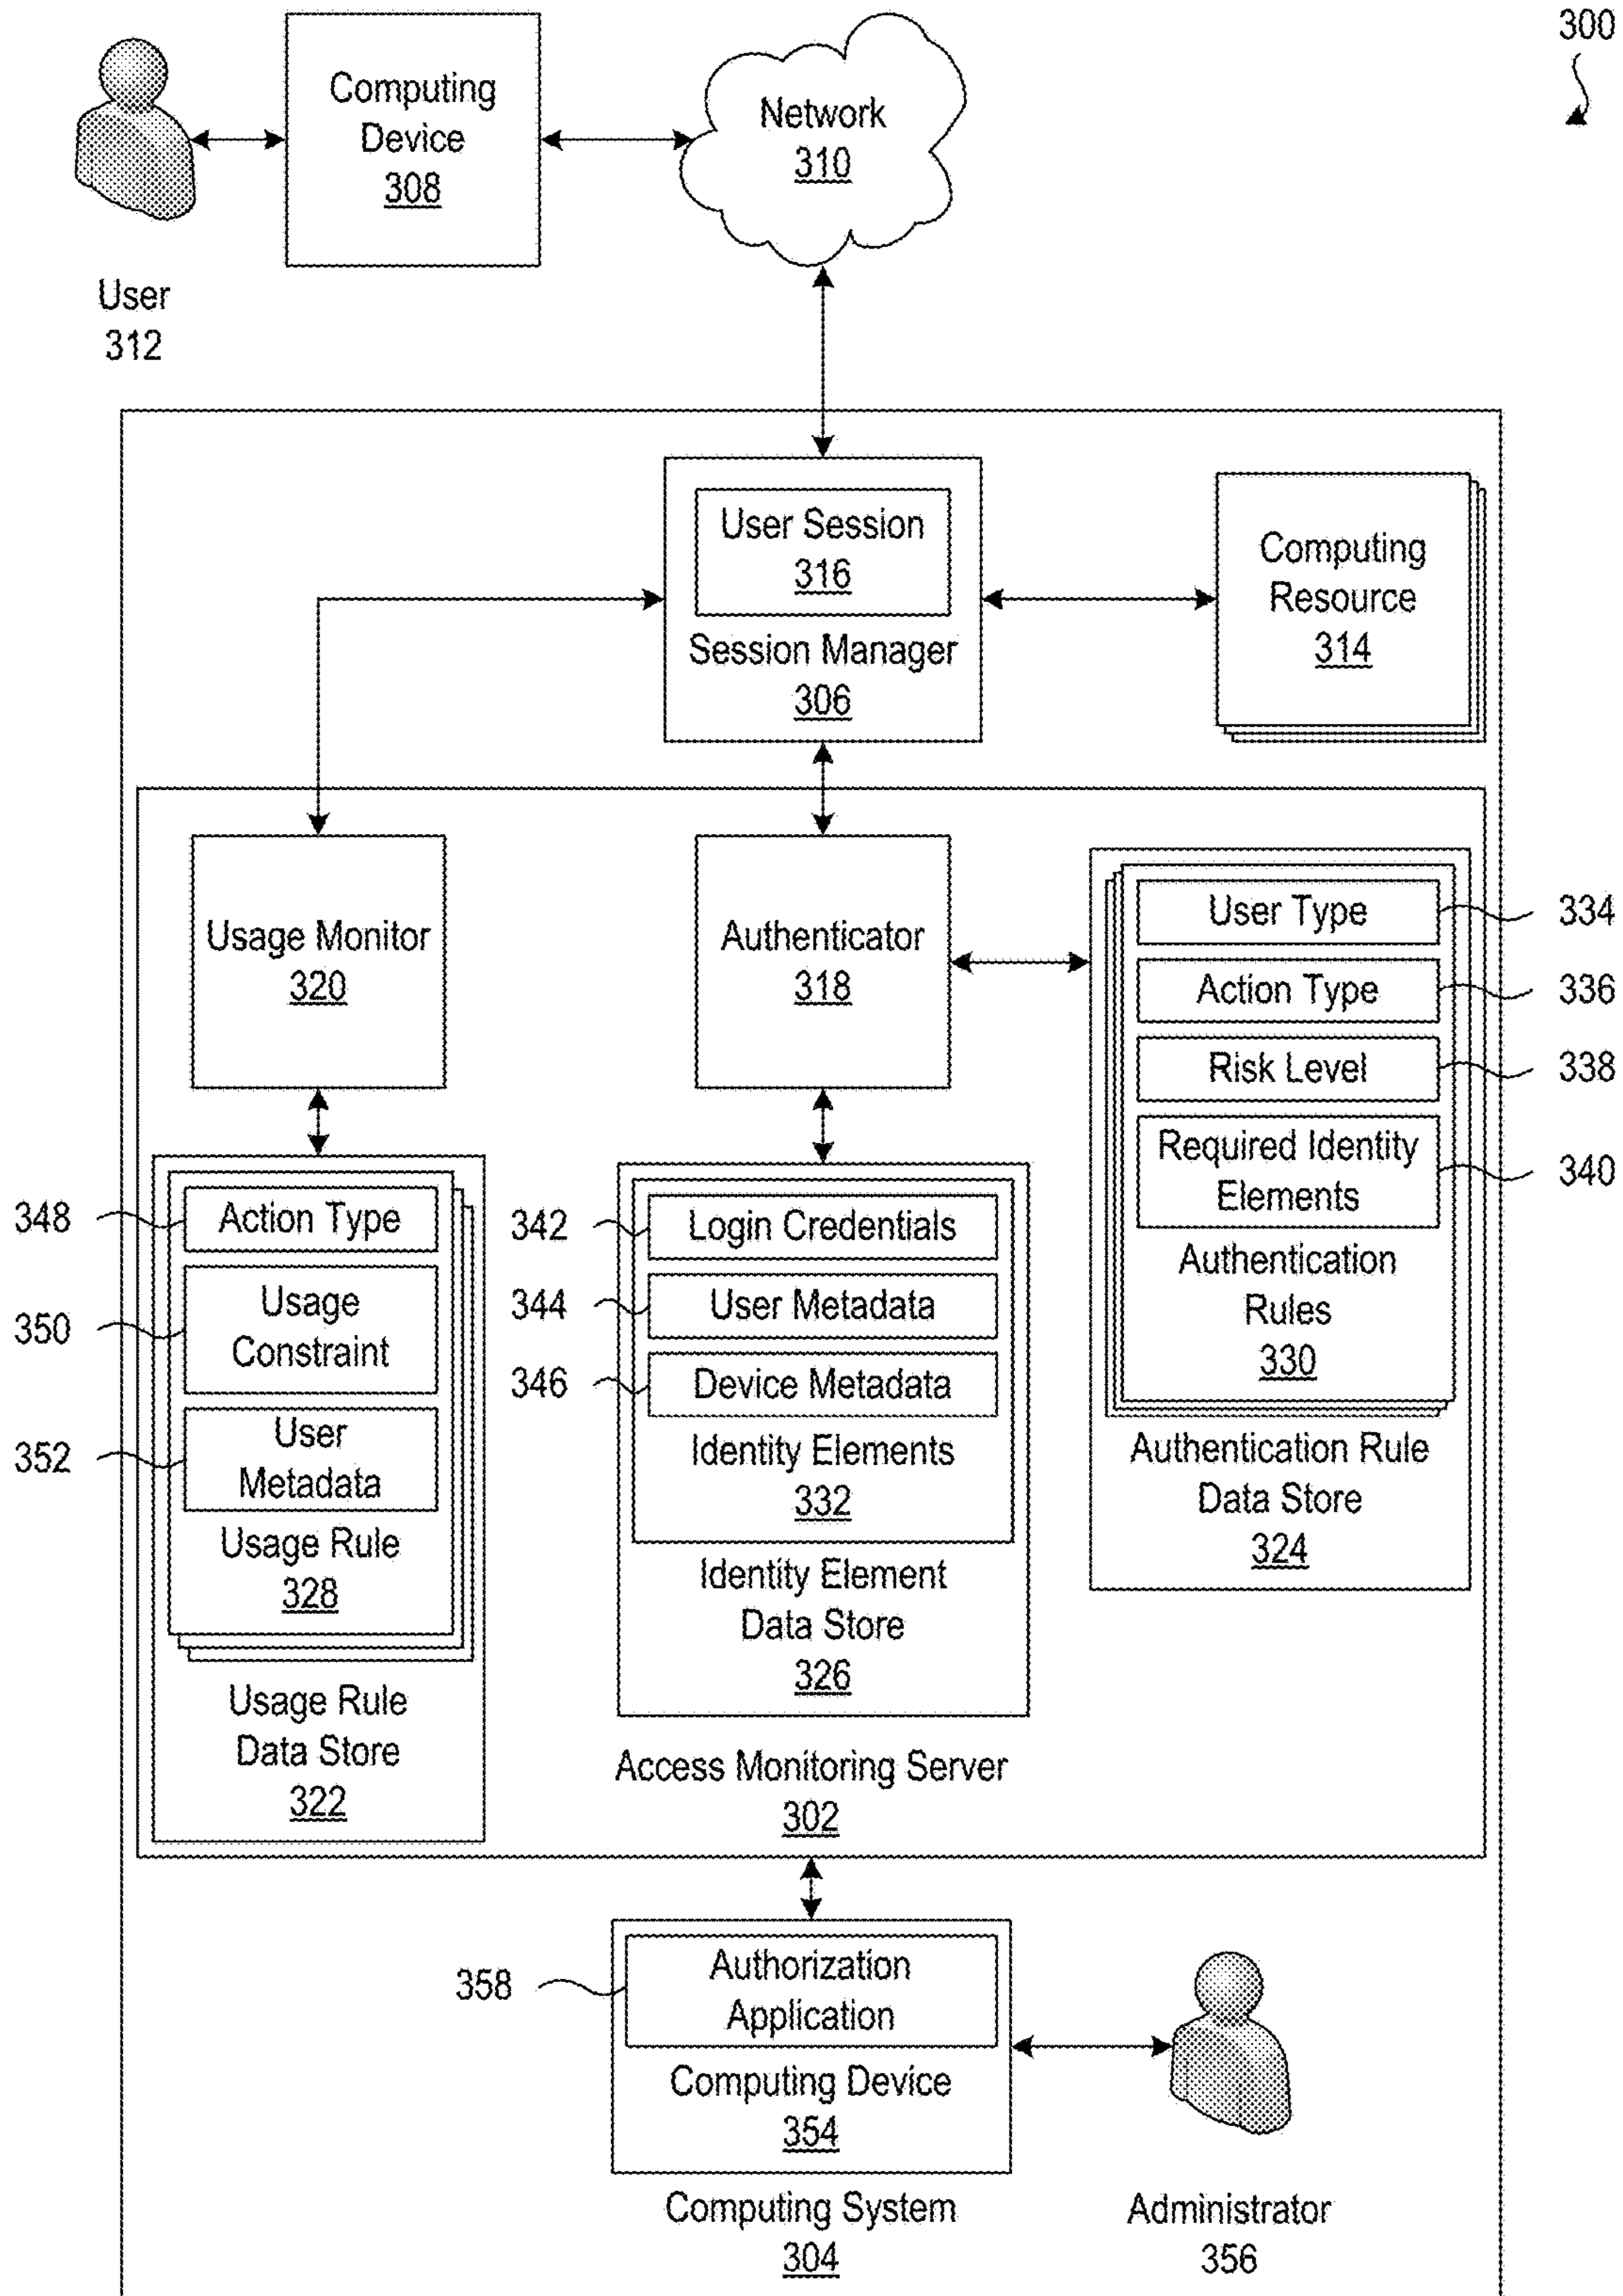 300
Computing
Device
308
Network
310
User
312
User Session
316
Session Manager
306
Computing
Resource
314
Usage Monitor
320
Authenticator
318
User Type
334
Action Type
336
Risk Level
338
Required Identity
Elements
340
Authentication
Rules
330
Authentication Rule
Data Store
324
348
Action Type
350
Usage
Constraint
352
User
Metadata
Usage Rule
328
Usage Rule
Data Store
322
342
Login Credentials
344
User Metadata
346
Device Metadata
Identity Elements
332
Identity Element
Data Store
326
Access Monitoring Server
302
358
Authorization
Application
Computing Device
354
Computing System
304
Administrator
356